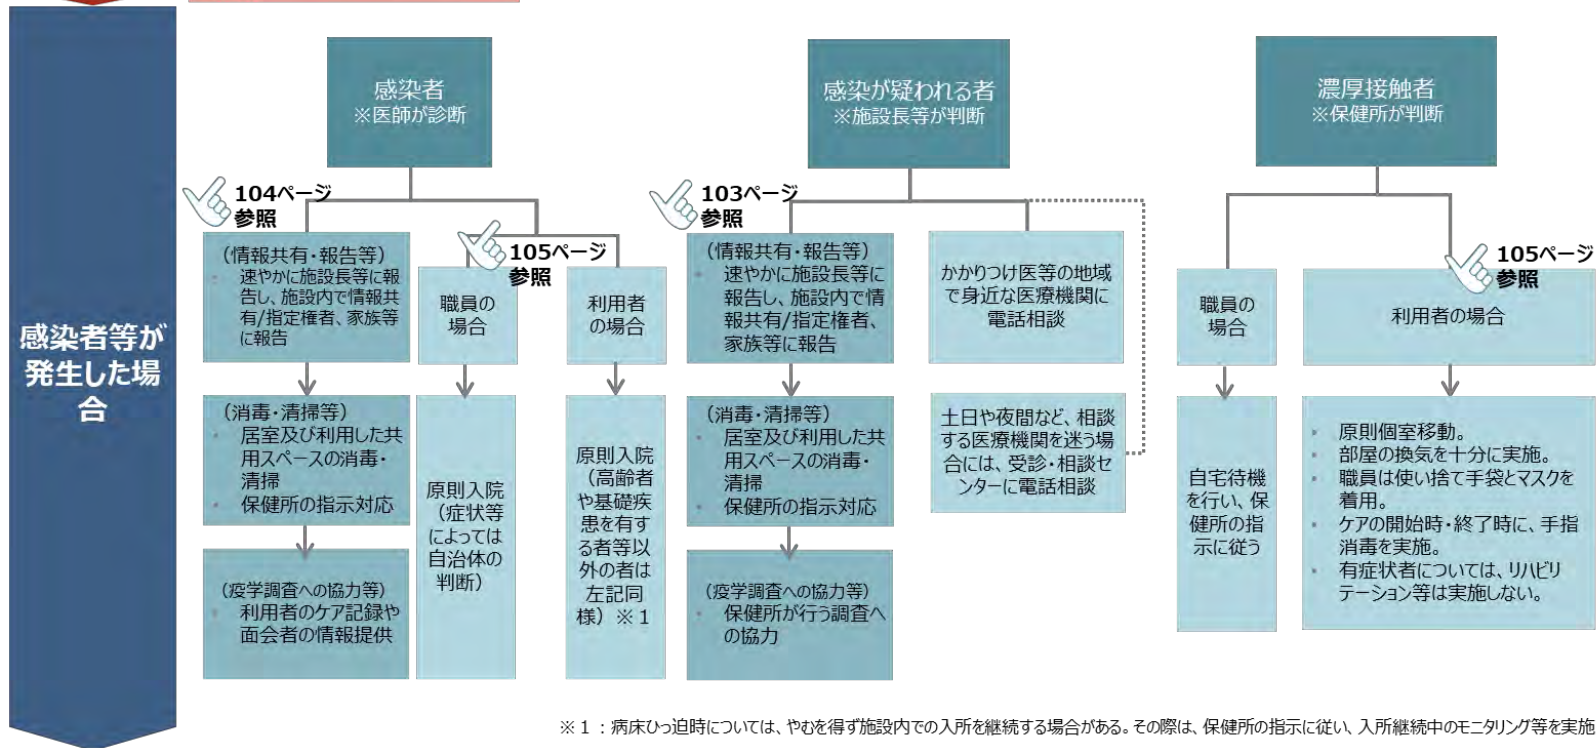 感染者等が
発生した場
合
感染者
※医師が診断
104ページ
参照
(情報共有・報告等)
・ 速やかに施設長等に報
告し、施設内で情報共
有/指定権者、家族等
に報告
(消毒・清掃等)
・ 居室及び利用した共
用スペースの消毒・
清掃
・ 保健所の指示対応
(疫学調査への協力等)
・ 利用者のケア記録や
面会者の情報提供
105ページ
参照
職員の
場合
原則入院
(症状等
によっては
自治体の
判断)
利用者
の場合
原則入院
(高齢者
や基礎疾
患を有す
る者等以
外の者は
左記同
様)※1
感染が疑われる者
※施設長等が判断
103ページ
参照
(情報共有・報告等)
・ 速やかに施設長等に
報告し、施設内で情
報共有/指定権者、
家族等に報告
(消毒・清掃等)
・ 居室及び利用した共
用スペースの消毒・
清掃
・ 保健所の指示対応
(疫学調査への協力等)
・ 保健所が行う調査へ
の協力
かかりつけ医等の地域
で身近な医療機関に
電話相談
土日や夜間など、相談
する医療機関を迷う場
合には、受診・相談セ
ンターに電話相談
濃厚接触者
※保健所が判断
職員の
場合
自宅待機
を行い、保
健所の指
示に従う
105ページ
参照
利用者の場合
・ 原則個室移動。
・ 部屋の換気を十分に実施。
・ 職員は使い捨て手袋とマスクを
着用。
・ ケアの開始時・終了時に、手指
消毒を実施。
・ 有症状者については、リハビリ
テーション等は実施しない。
※1:病床ひっ迫時については、やむを得ず施設内での入所を継続する場合がある。その際は、保健所の指示に従い、入所継続中のモニタリング等を実施